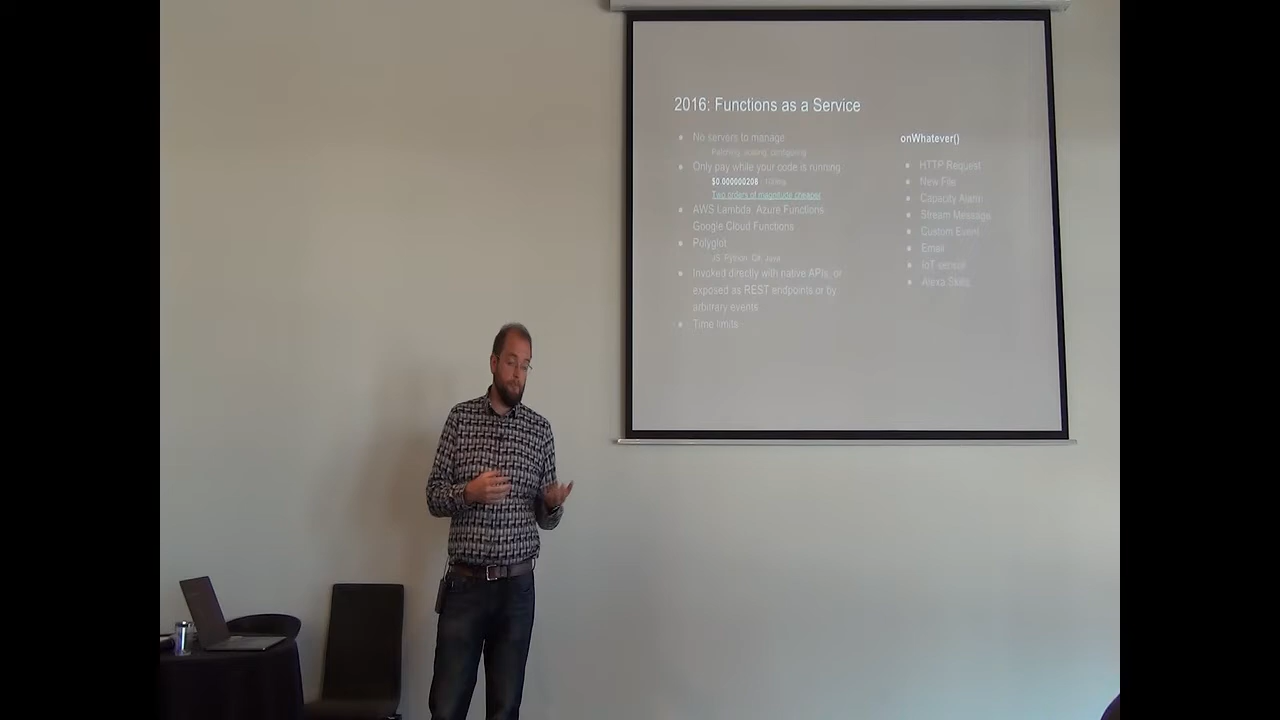 2016: Functions as a Service
No servers to manage
Patching, scaling, configuring
Only pay while your code is running
$0.000000208
Two orders of magnitude cheaper
AWS Lambda, Azure Functions
Google Cloud Functions
Polyglot
JS, Python, C#, Java
Invoked directly with native APIs, or
exposed as REST endpoints or by
arbitrary events
Time limits
onWhatever()
HTTP Request
New File
Capacity Alarm
Stream Message
Custom Event
Email
IoT sensor
Alexa Skills